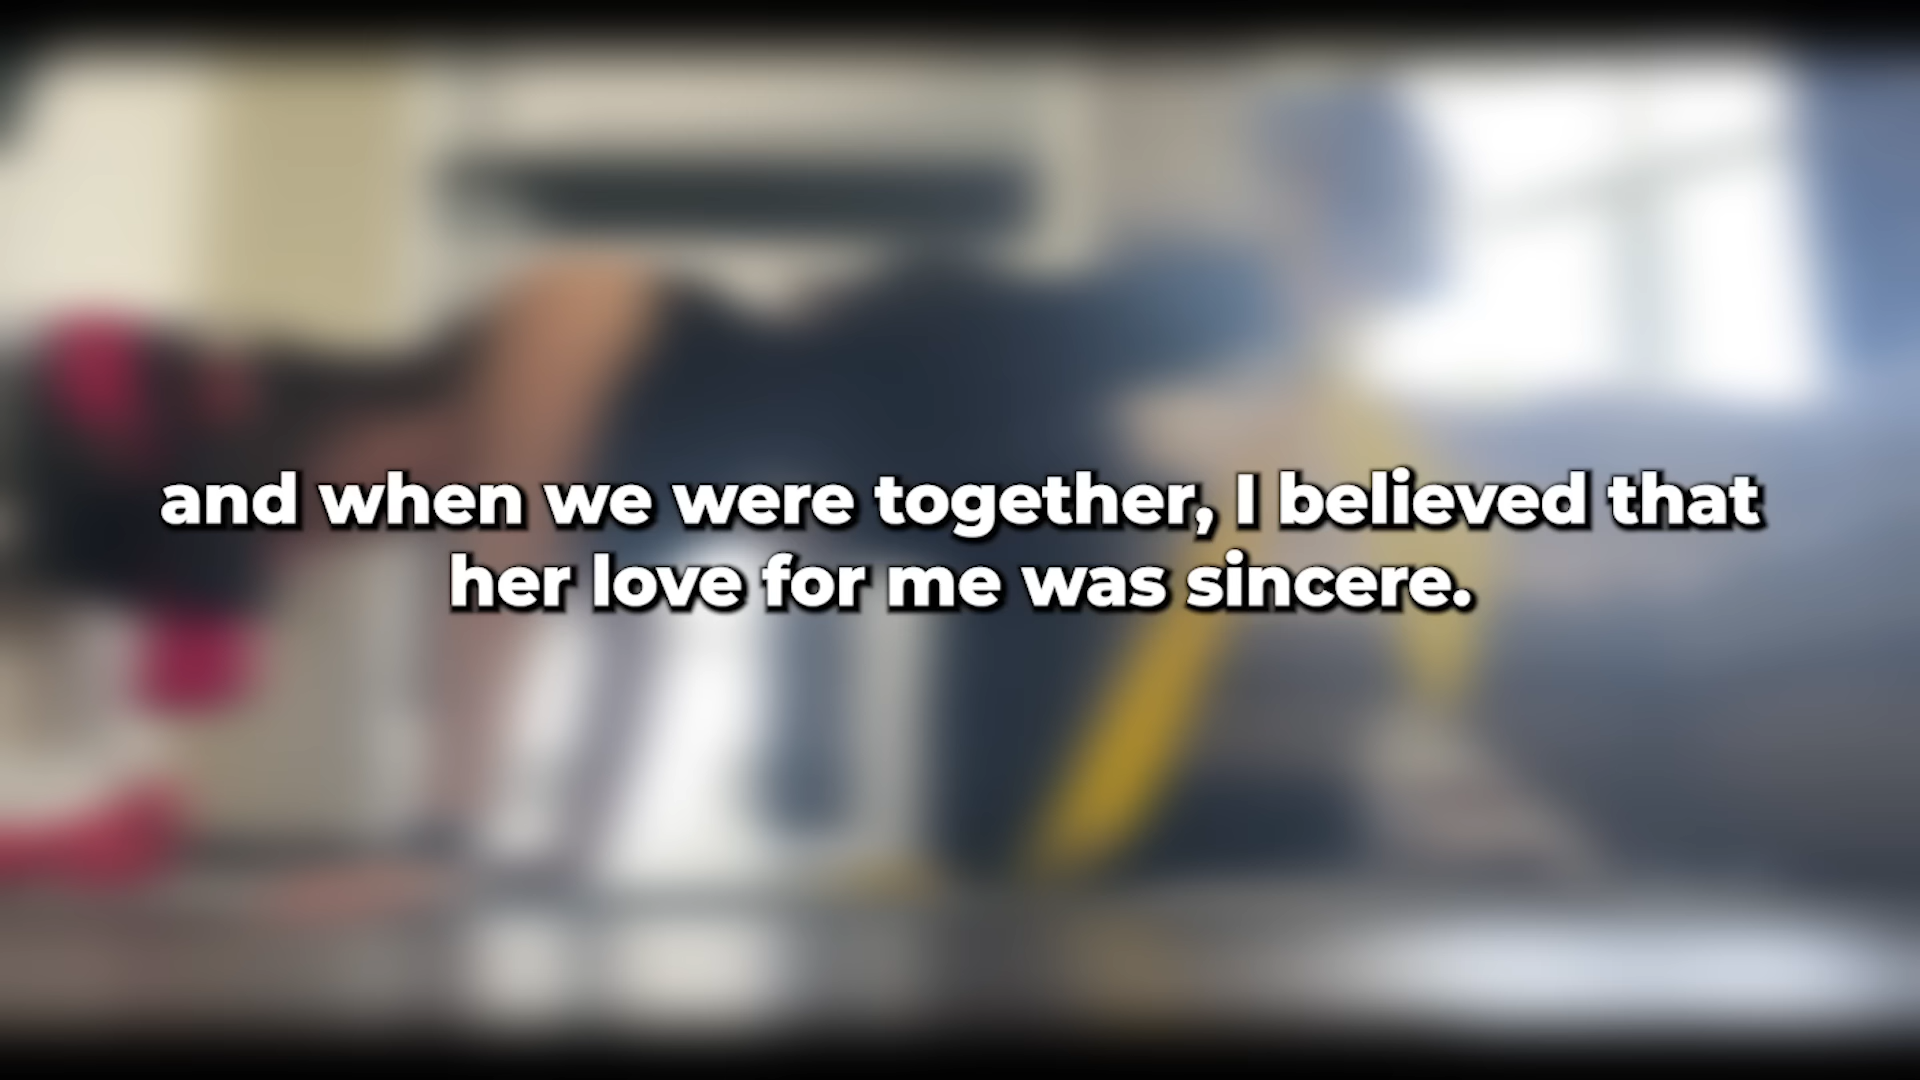 and when we were together, I believed that
her love for me was sincere.